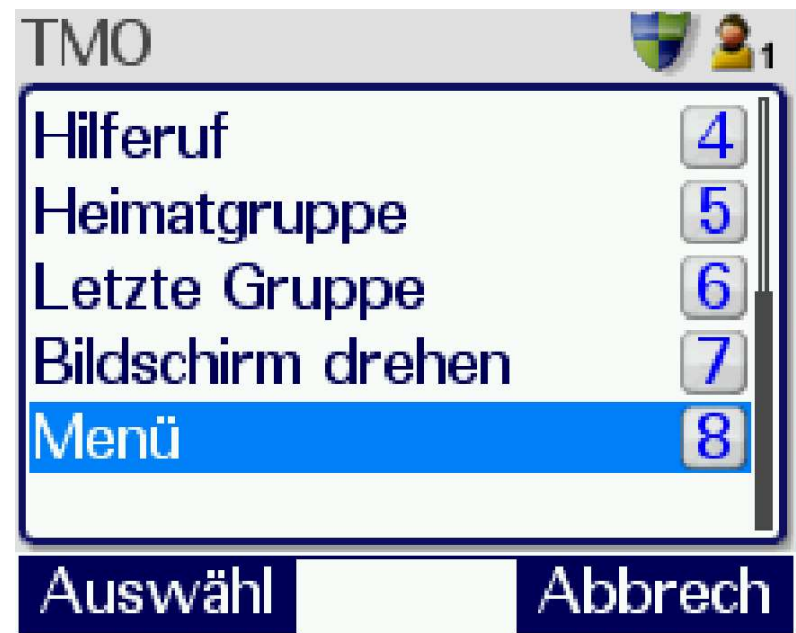 TMO 1
Hilferuf 4
Heimatgruppe 5
Letzte Gruppe 6
Bildschirm drehen 7
Menü 8
Auswähl Abbrech